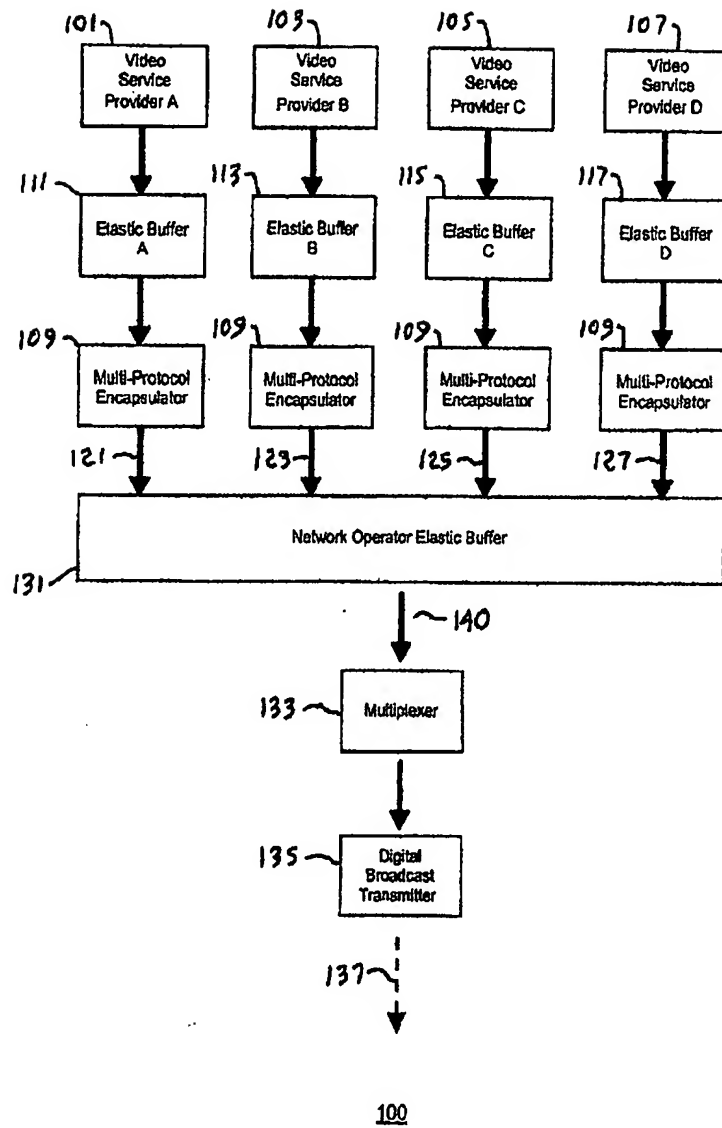 101
103
105
107
Video
Service
Provider A
Video
Service
Provider B
Video
Service
Provider C
Video
Service
Provider D
111
113
115
117
Elastic Buffer
A
Elastic Buffer
B
Elastic Buffer
C
Elastic Buffer
D
109
109
109
109
Multi-Protocol
Encapsulator
Multi-Protocol
Encapsulator
Multi-Protocol
Encapsulator
Multi-Protocol
Encapsulator
121
123
125
127
Network Operator Elastic Buffer
131
140
133
Multiplexer
135
Digital
Broadcast
Transmitter
137
100